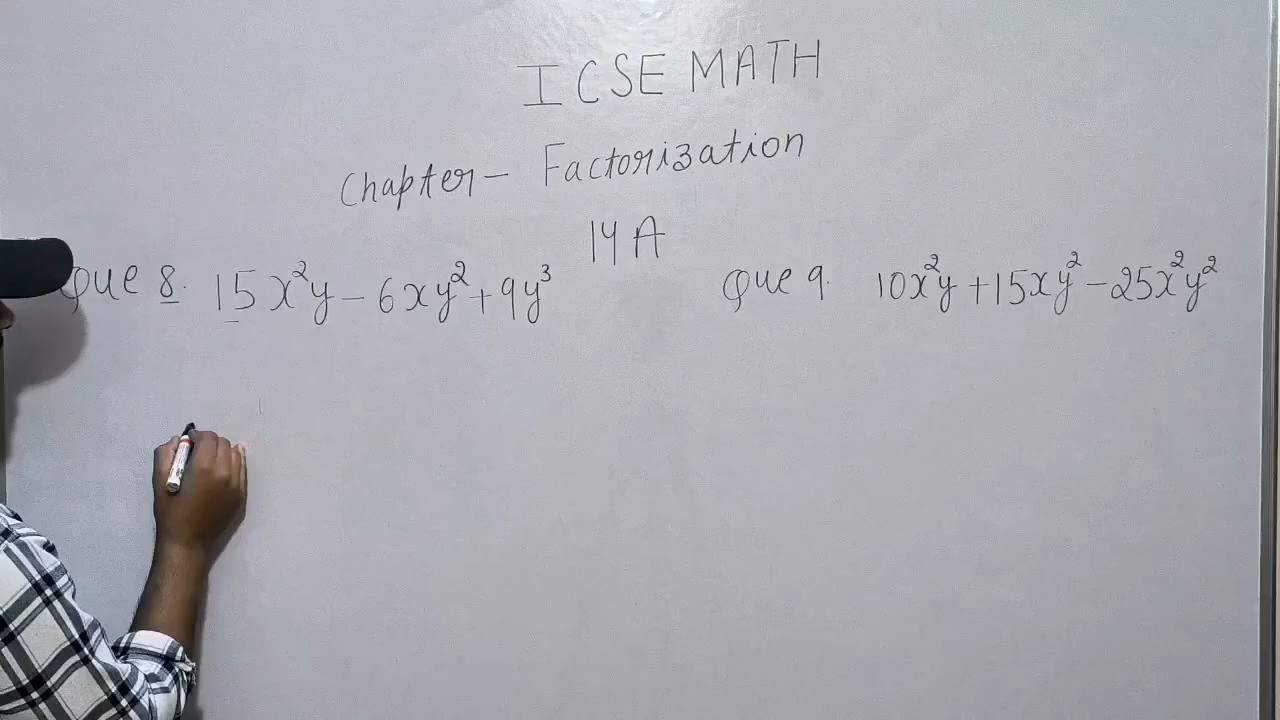 ICSE MATH
Chapter - Factorization
14 A
Que 8. 15x²y - 6xy² + 9y³
Que 9. 10x²y + 15xy² - 25x²y²